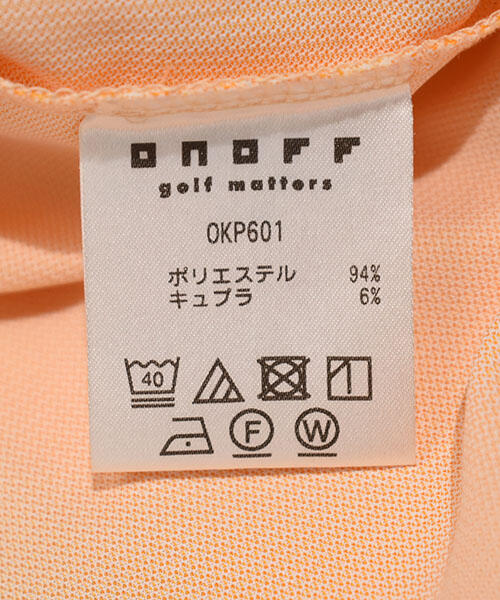 onoff
golf matters
OKP601
ポリエステル 94%
キュプラ 6%
40
F W